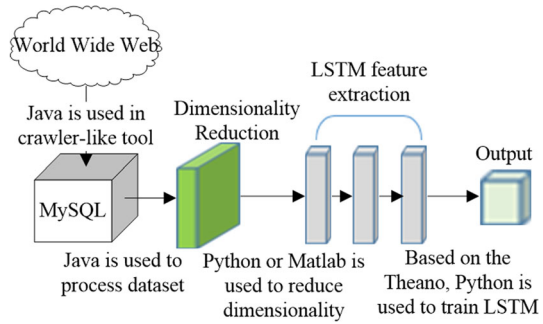 World Wide Web
Java is used in
crawler-like tool
MySQL
Java is used to
process dataset
Dimensionality
Reduction
Python or Matlab is
used to reduce
dimensionality
LSTM feature
extraction
Output
Based on the
Theano, Python is
used to train LSTM